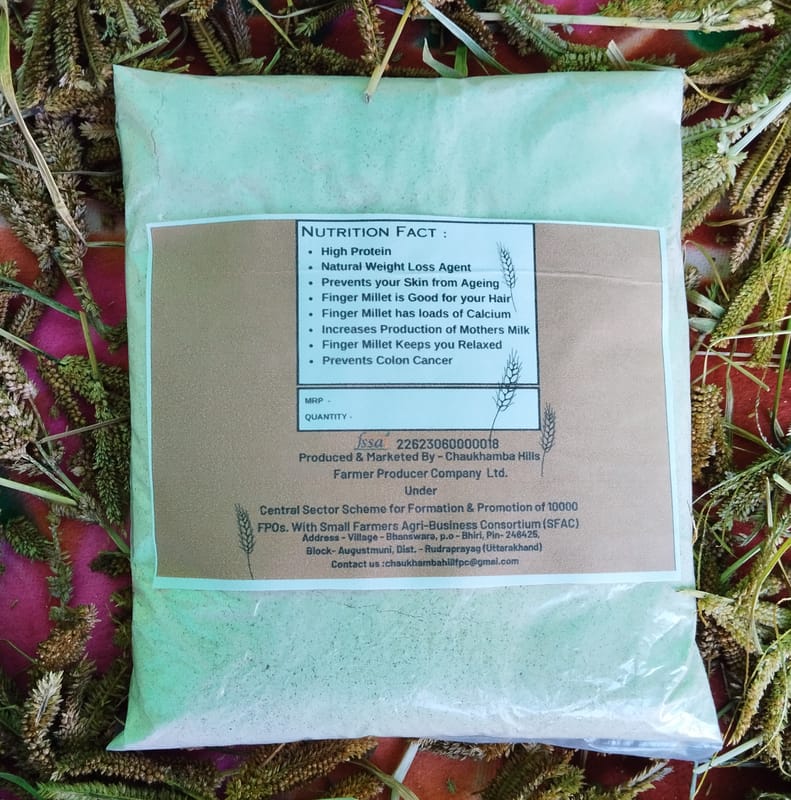 NUTRITION FACT :
• High Protein
• Natural Weight Loss Agent
• Prevents your Skin from Ageing
• Finger Millet is Good for your Hair
• Finger Millet has loads of Calcium
• Increases Production of Mothers Milk
• Finger Millet Keeps you Relaxed
• Prevents Colon Cancer
MRP -
QUANTITY -
fssai 22623060000018
Produced & Marketed By - Chaukhamba Hills
Farmer Producer Company Ltd.
Under
Central Sector Scheme for Formation & Promotion of 10000
FPOs. With Small Farmers Agri-Business Consortium (SFAC)
Address - Village - Bhanswara, p.o - Bhiri, Pin- 246425,
Block- Augustmuni, Dist. - Rudraprayag (Uttarakhand)
Contact us :chaukhambahillfpc@gmai.com